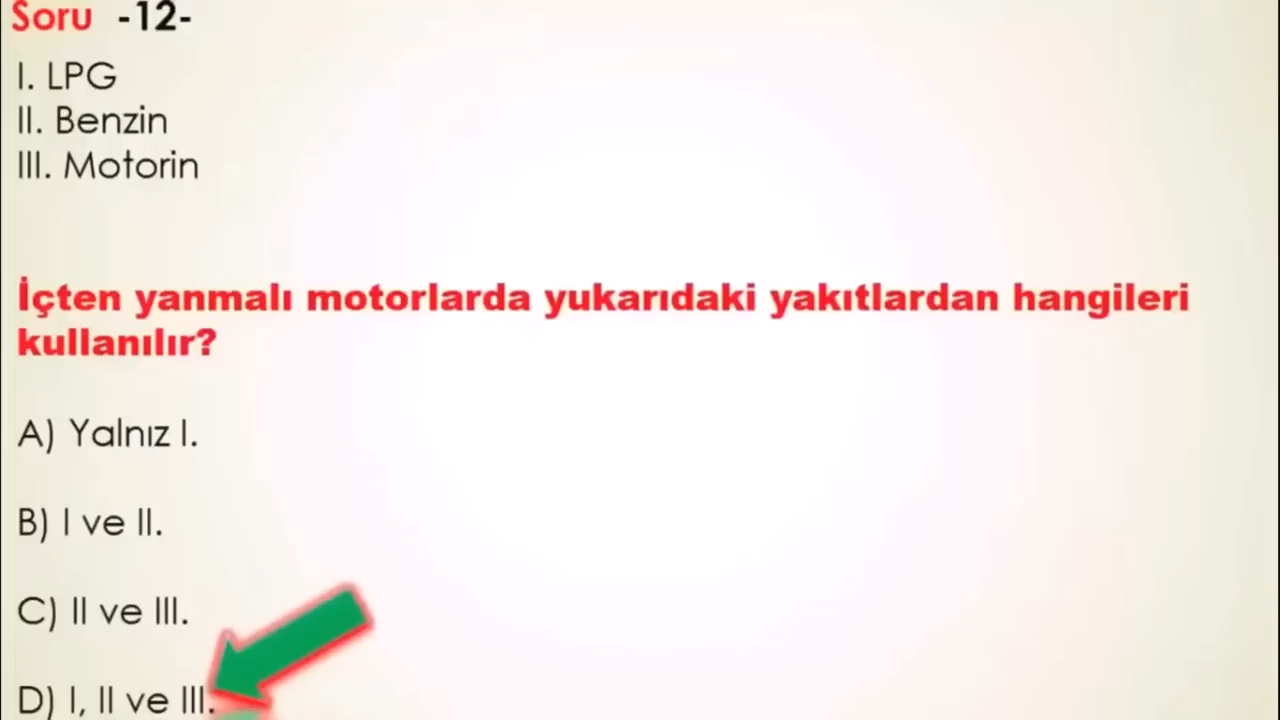 Soru -12-
I. LPG
II. Benzin
III. Motorin
İçten yanmalı motorlarda yukarıdaki yakıtlardan hangileri
kullanılır?
A) Yalnız I.
B) I ve II.
C) II ve III.
D) I, II ve III.